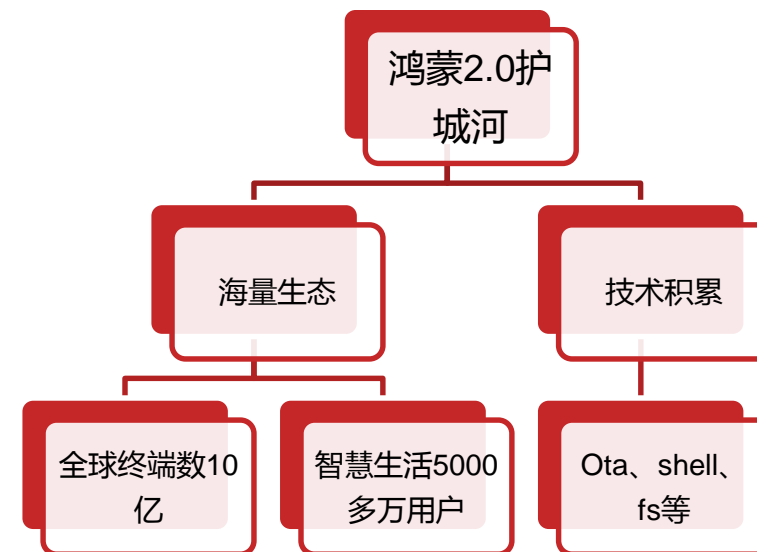 鸿蒙2.0护
城河
海量生态
技术积累
全球终端数10
亿
智慧生活5000
多万用户
Ota、shell、
fs等